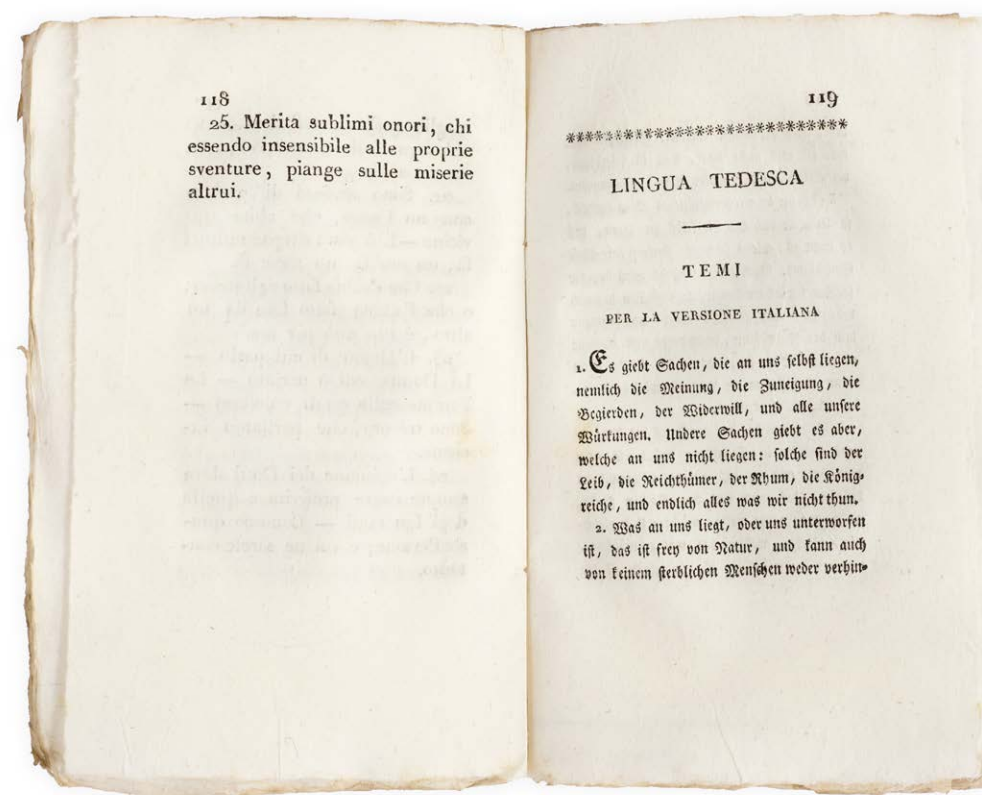 118
25. Merita sublimi onori, chi
essendo insensibile alle proprie
sventure, piange sulle miserie
altrui.
119
********************************
LINGUA TEDESCA
TEMI
PER LA VERSIONE ITALIANA
1. Es giebt Sachen, die an uns selbst liegen,
nemlich die Meinung, die Zuneigung, die
Begierden, der Widerwill, und alle unsere
Würkungen. Undere Sachen giebt es aber,
welche an uns nicht liegen: solche sind der
Leib, die Reichthümer, der Rhum, die König-
reiche, und endlich alles was wir nicht thun.
2. Was an uns liegt, oder uns unterworfen
ist, das ist frey von Natur, und kann auch
von keinem sterblichen Menschen weder verhin-